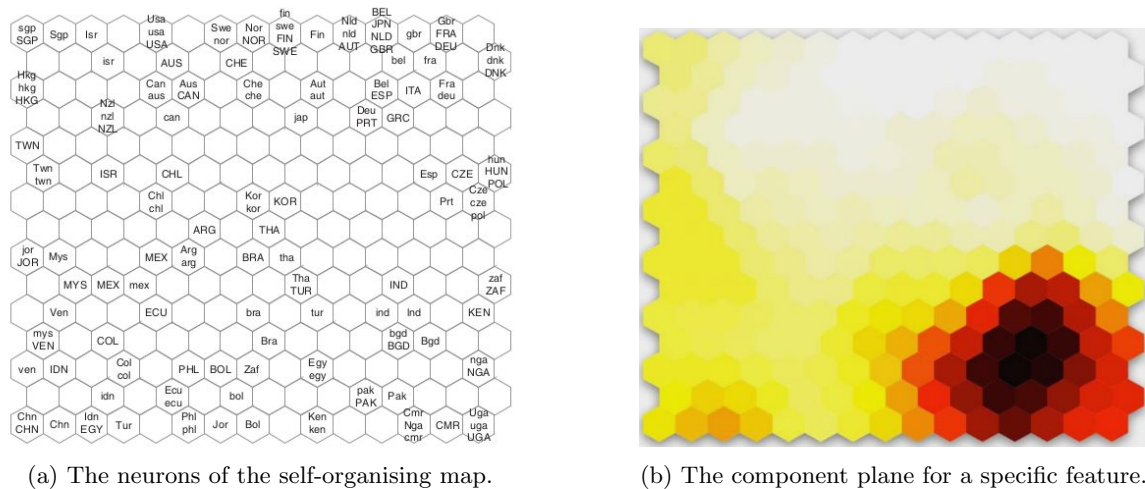 sgp
SGP
Sgp
Isr
Usa
usa
USA
Swe
nor
Nor
NOR
fin
swe
FIN
SWE
Fin
Nld
nld
AUT
BEL
JPN
NLD
GBR
gbr
Gbr
FRA
DEU
isr
AUS
CHE
bel
fra
Dnk
dnk
DNK
Hkg
hkg
HKG
Can
aus
Aus
CAN
Che
che
Aut
aut
Bel
ESP
ITA
Fra
deu
Nzl
nzl
NZL
can
jap
Deu
PRT
GRC
TWN
Twn
twn
ISR
CHL
Esp
CZE
hun
HUN
POL
Chl
chl
Kor
kor
KOR
Prt
Cze
cze
pol
ARG
THA
jor
JOR
Mys
MEX
Arg
arg
BRA
tha
MYS
MEX
mex
Tha
TUR
IND
zaf
ZAF
Ven
ECU
bra
tur
ind
Ind
KEN
mys
VEN
COL
Bra
bgd
BGD
Bgd
ven
IDN
Col
col
PHL
BOL
Zaf
Egy
egy
nga
NGA
idn
Ecu
ecu
bol
pak
PAK
Pak
Chn
CHN
Chn
Idn
EGY
Tur
Phl
phl
Jor
Bol
Ken
ken
Cmr
Nga
cmr
CMR
Uga
uga
UGA
(a) The neurons of the self-organising map.
(b) The component plane for a specific feature.